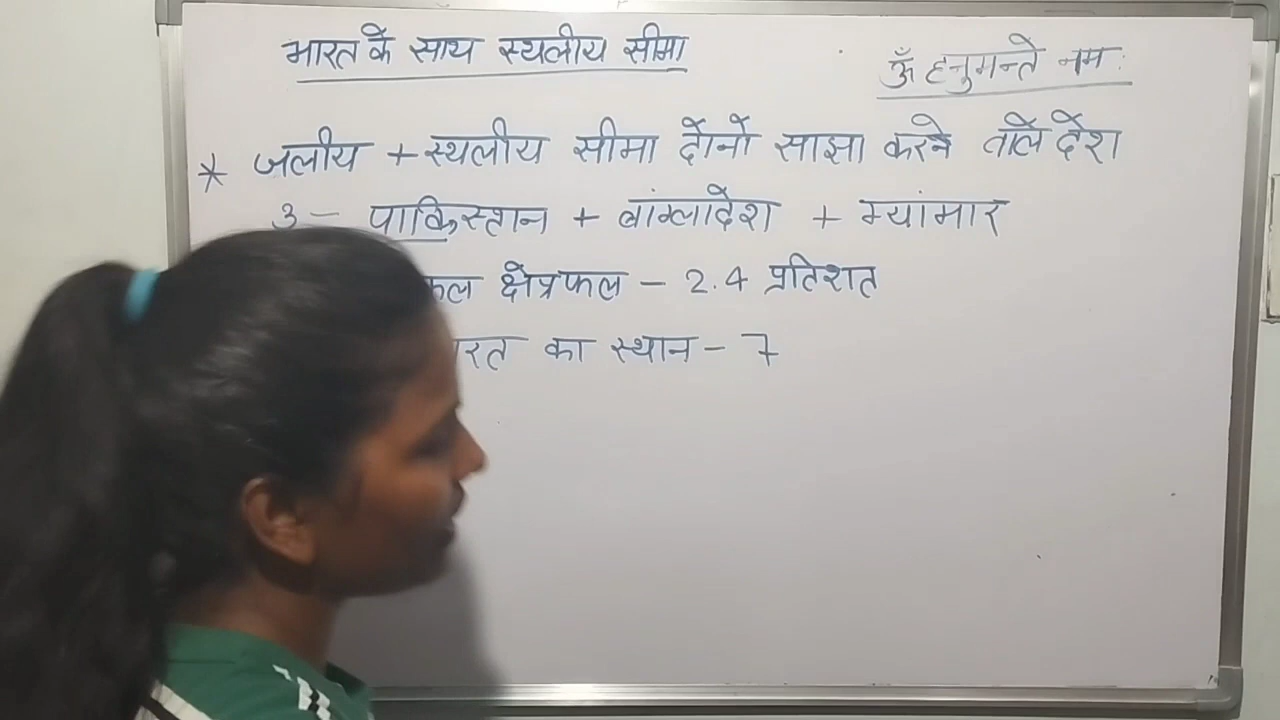 भारत के साथ स्थलीय सीमा
ॐ हनुमन्ते नमः
* जलीय + स्थलीय सीमा दोनों साझा करने वाले देश
3 - पाकिस्तान + बांग्लादेश + म्यांमार
कुल क्षेत्रफल - 2.4 प्रतिशत
का स्थान - 7